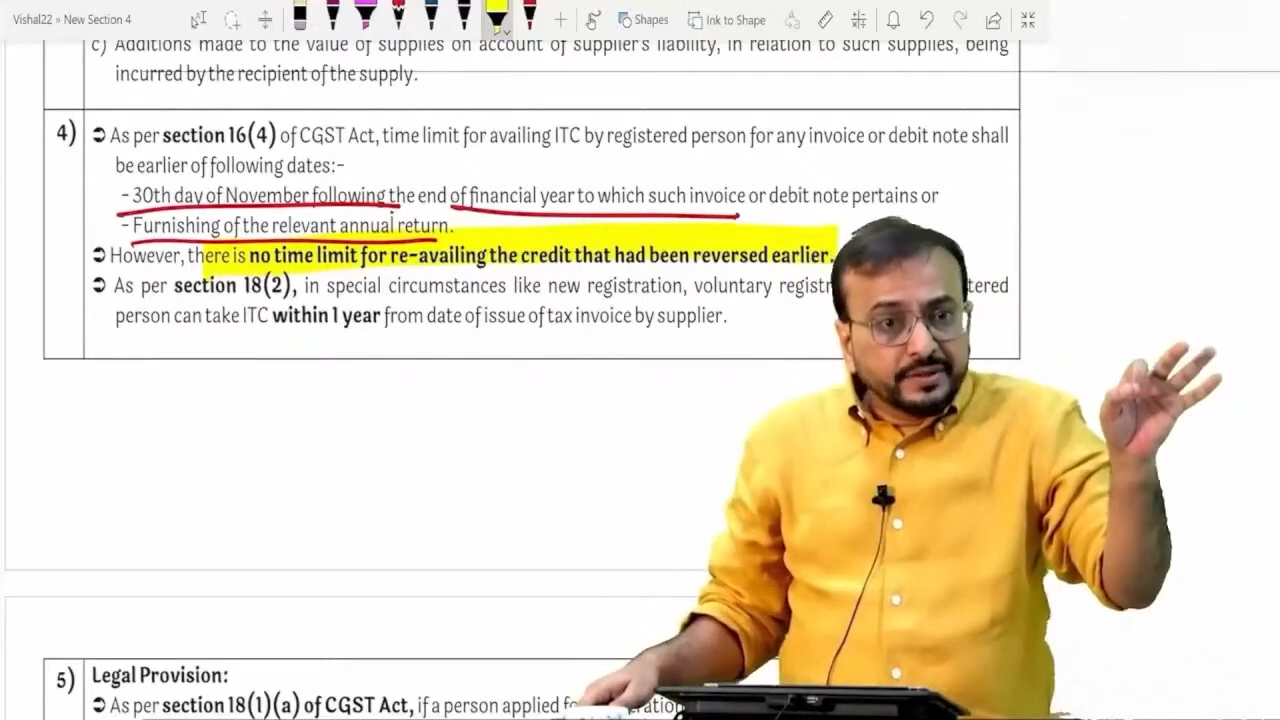 Vishal22 » New Section 4
Shapes
Ink to Shape
c) Additions made to the value of supplies on account of supplier's liability, in relation to such supplies, being
incurred by the recipient of the supply.
4) ➲ As per section 16(4) of CGST Act, time limit for availing ITC by registered person for any invoice or debit note shall
be earlier of following dates:-
- 30th day of November following the end of financial year to which such invoice or debit note pertains or
- Furnishing of the relevant annual return.
➲ However, there is no time limit for re-availing the credit that had been reversed earlier.
➲ As per section 18(2), in special circumstances like new registration, voluntary
person can take ITC within 1 year from date of issue of tax invoice by supplier.
5) Legal Provision:
➲ As per section 18(1)(a) of CGST Act, if a person applied